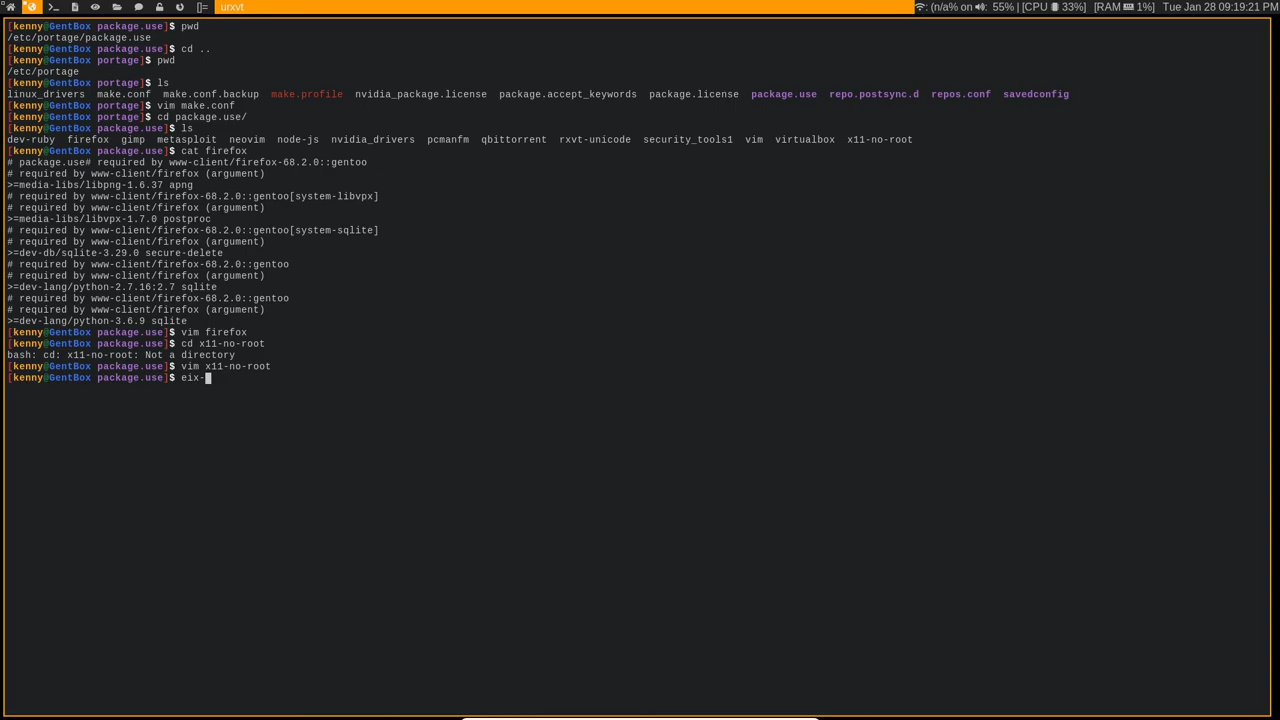 []= urxvt : (n/a% on : 55% | [CPU 33%] [RAM 1%] Tue Jan 28 09:19:21 PM
[kenny@GentBox package.use]$ pwd
/etc/portage/package.use
[kenny@GentBox package.use]$ cd ..
[kenny@GentBox portage]$ pwd
/etc/portage
[kenny@GentBox portage]$ ls
linux_drivers make.conf make.conf.backup make.profile nvidia_package.license package.accept_keywords package.license package.use repo.postsync.d repos.conf savedconfig
[kenny@GentBox portage]$ vim make.conf
[kenny@GentBox portage]$ cd package.use/
[kenny@GentBox package.use]$ ls
dev-ruby firefox gimp metasploit neovim node-js nvidia_drivers pcmanfm qbittorrent rxvt-unicode security_tools1 vim virtualbox x11-no-root
[kenny@GentBox package.use]$ cat firefox
# package.use# required by www-client/firefox-68.2.0::gentoo
# required by www-client/firefox (argument)
>=media-libs/libpng-1.6.37 apng
# required by www-client/firefox-68.2.0::gentoo[system-libvpx]
# required by www-client/firefox (argument)
>=media-libs/libvpx-1.7.0 postproc
# required by www-client/firefox-68.2.0::gentoo[system-sqlite]
# required by www-client/firefox (argument)
>=dev-db/sqlite-3.29.0 secure-delete
# required by www-client/firefox-68.2.0::gentoo
# required by www-client/firefox (argument)
>=dev-lang/python-2.7.16:2.7 sqlite
# required by www-client/firefox-68.2.0::gentoo
# required by www-client/firefox (argument)
>=dev-lang/python-3.6.9 sqlite
[kenny@GentBox package.use]$ vim firefox
[kenny@GentBox package.use]$ cd x11-no-root
bash: cd: x11-no-root: Not a directory
[kenny@GentBox package.use]$ vim x11-no-root
[kenny@GentBox package.use]$ eix-